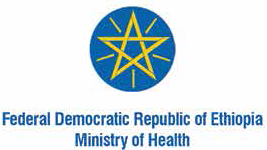 Federal Democratic Republic of Ethiopia
Ministry of Health